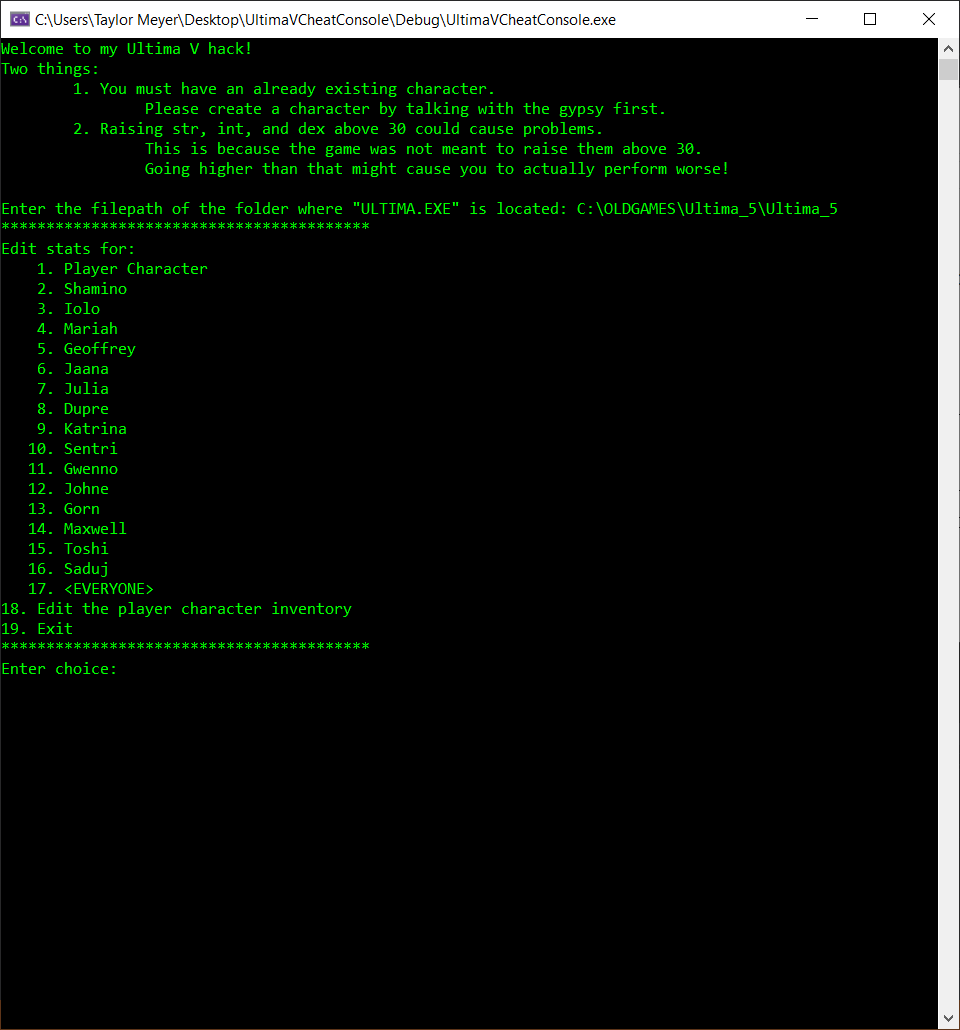 C:\Users\Taylor Meyer\Desktop\UltimaVCheatConsole\Debug\UltimaVCheatConsole.exe
Welcome to my Ultima V hack!
Two things:
1. You must have an already existing character.
Please create a character by talking with the gypsy first.
2. Raising str, int, and dex above 30 could cause problems.
This is because the game was not meant to raise them above 30.
Going higher than that might cause you to actually perform worse!
Enter the filepath of the folder where "ULTIMA.EXE" is located: C:\OLDGAMES\Ultima_5\Ultima_5
*****************************************
Edit stats for:
1. Player Character
2. Shamino
3. Iolo
4. Mariah
5. Geoffrey
6. Jaana
7. Julia
8. Dupre
9. Katrina
10. Sentri
11. Gwenno
12. Johne
13. Gorn
14. Maxwell
15. Toshi
16. Saduj
17. <EVERYONE>
18. Edit the player character inventory
19. Exit
*****************************************
Enter choice: